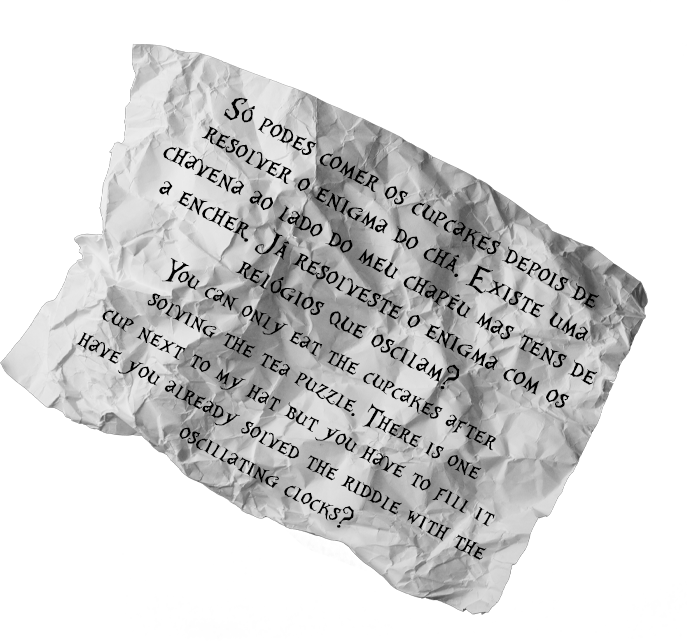 Só podes comer os cupcakes depois de
resolver o enigma do chá. Existe uma
chavena ao lado do meu chapéu mas tens de
a encher. Já resolveste o enigma com os
relógios que oscilam?
You can only eat the cupcakes after
solving the tea puzzle. There is one
cup next to my hat but you have to fill it
have you already solved the riddle with the
oscillating clocks?